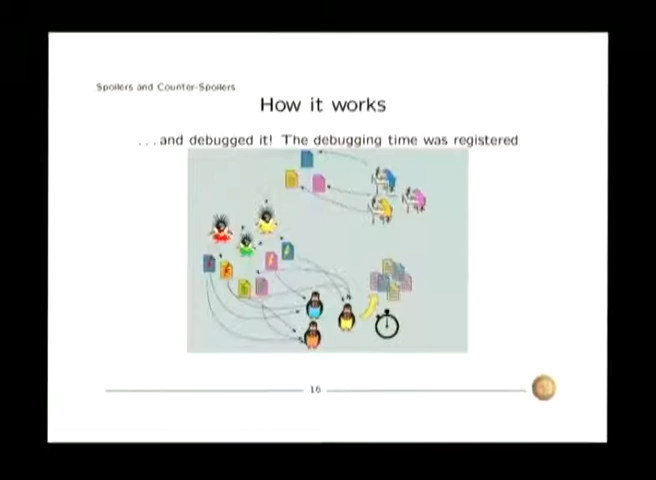 Spoilers and Counter-Spoilers
How it works
...and debugged it! The debugging time was registered
16